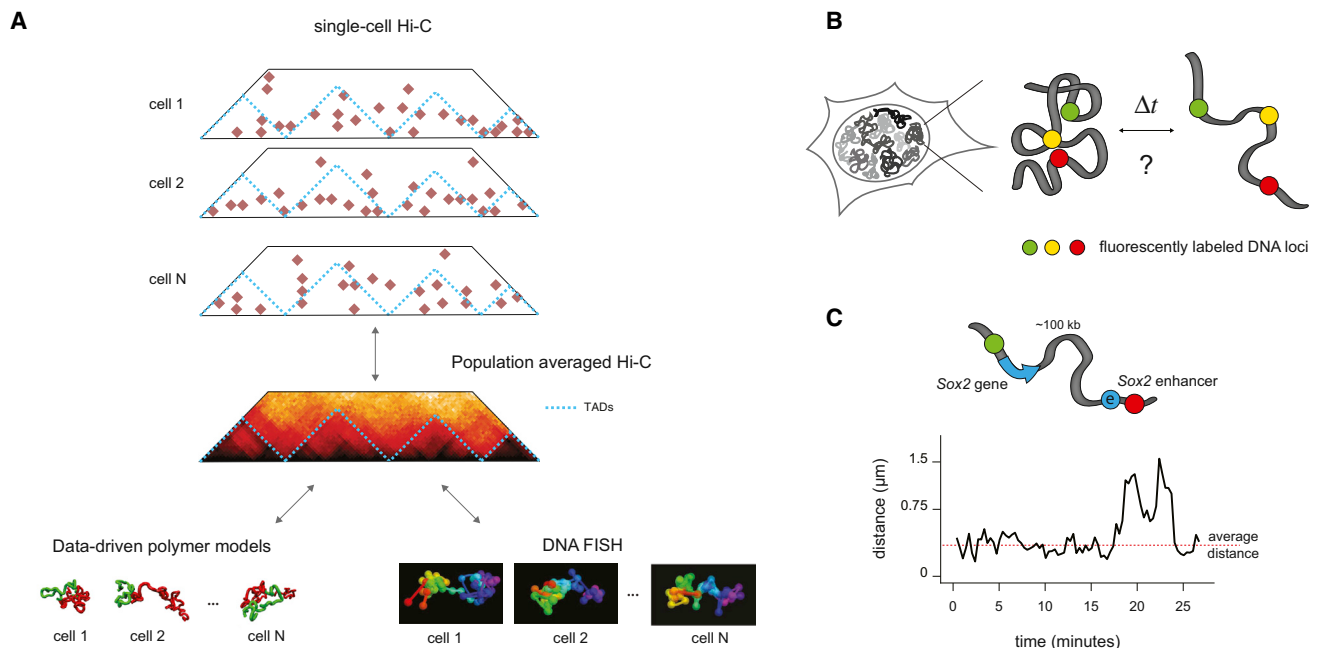 A
single-cell Hi-C
cell 1
cell 2
cell N
Population averaged Hi-C
TADs
Data-driven polymer models
cell 1
cell 2
...
cell N
DNA FISH
cell 1
cell 2
...
cell N
B
Δt
?
fluorescently labeled DNA loci
C
~100 kb
Sox2 gene
Sox2 enhancer
e
distance (µm)
1.5
0.75
0
average
distance
0 5 10 15 20 25
time (minutes)